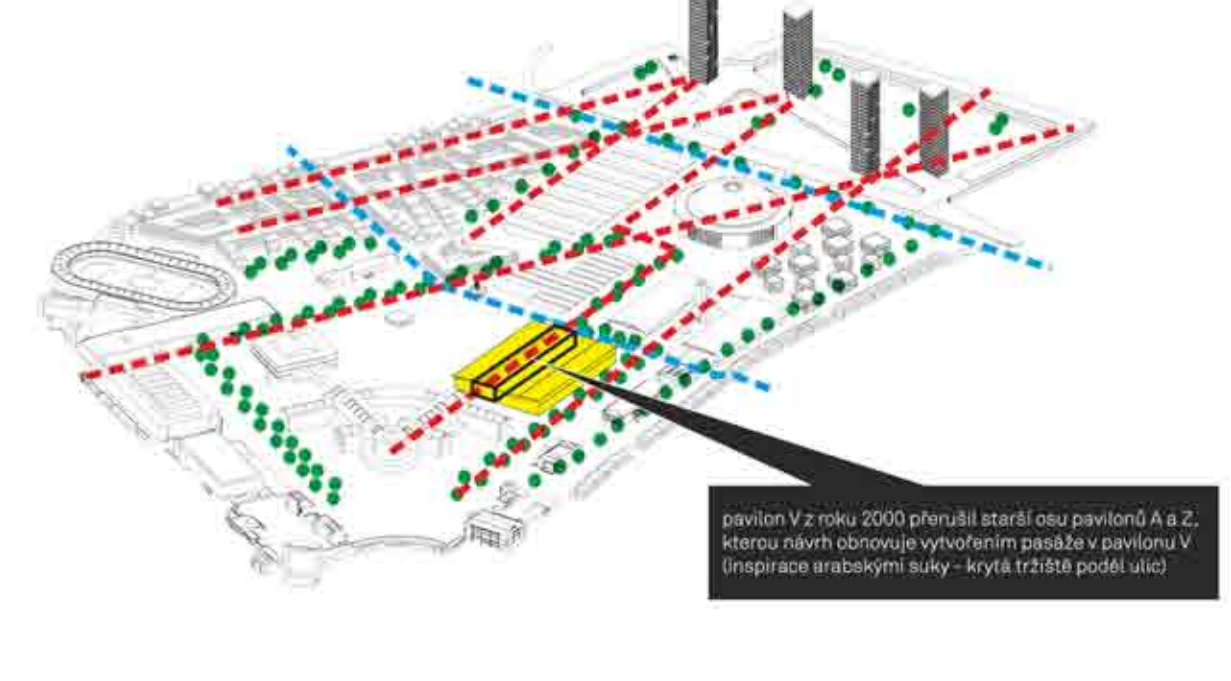 pavilon V z roku 2000 přerušil starší osu pavilonů A a Z,
kterou návrh obnovuje vytvořením pasáže v pavilonu V
(inspirace arabskými súky - krytá tržiště podél ulic)